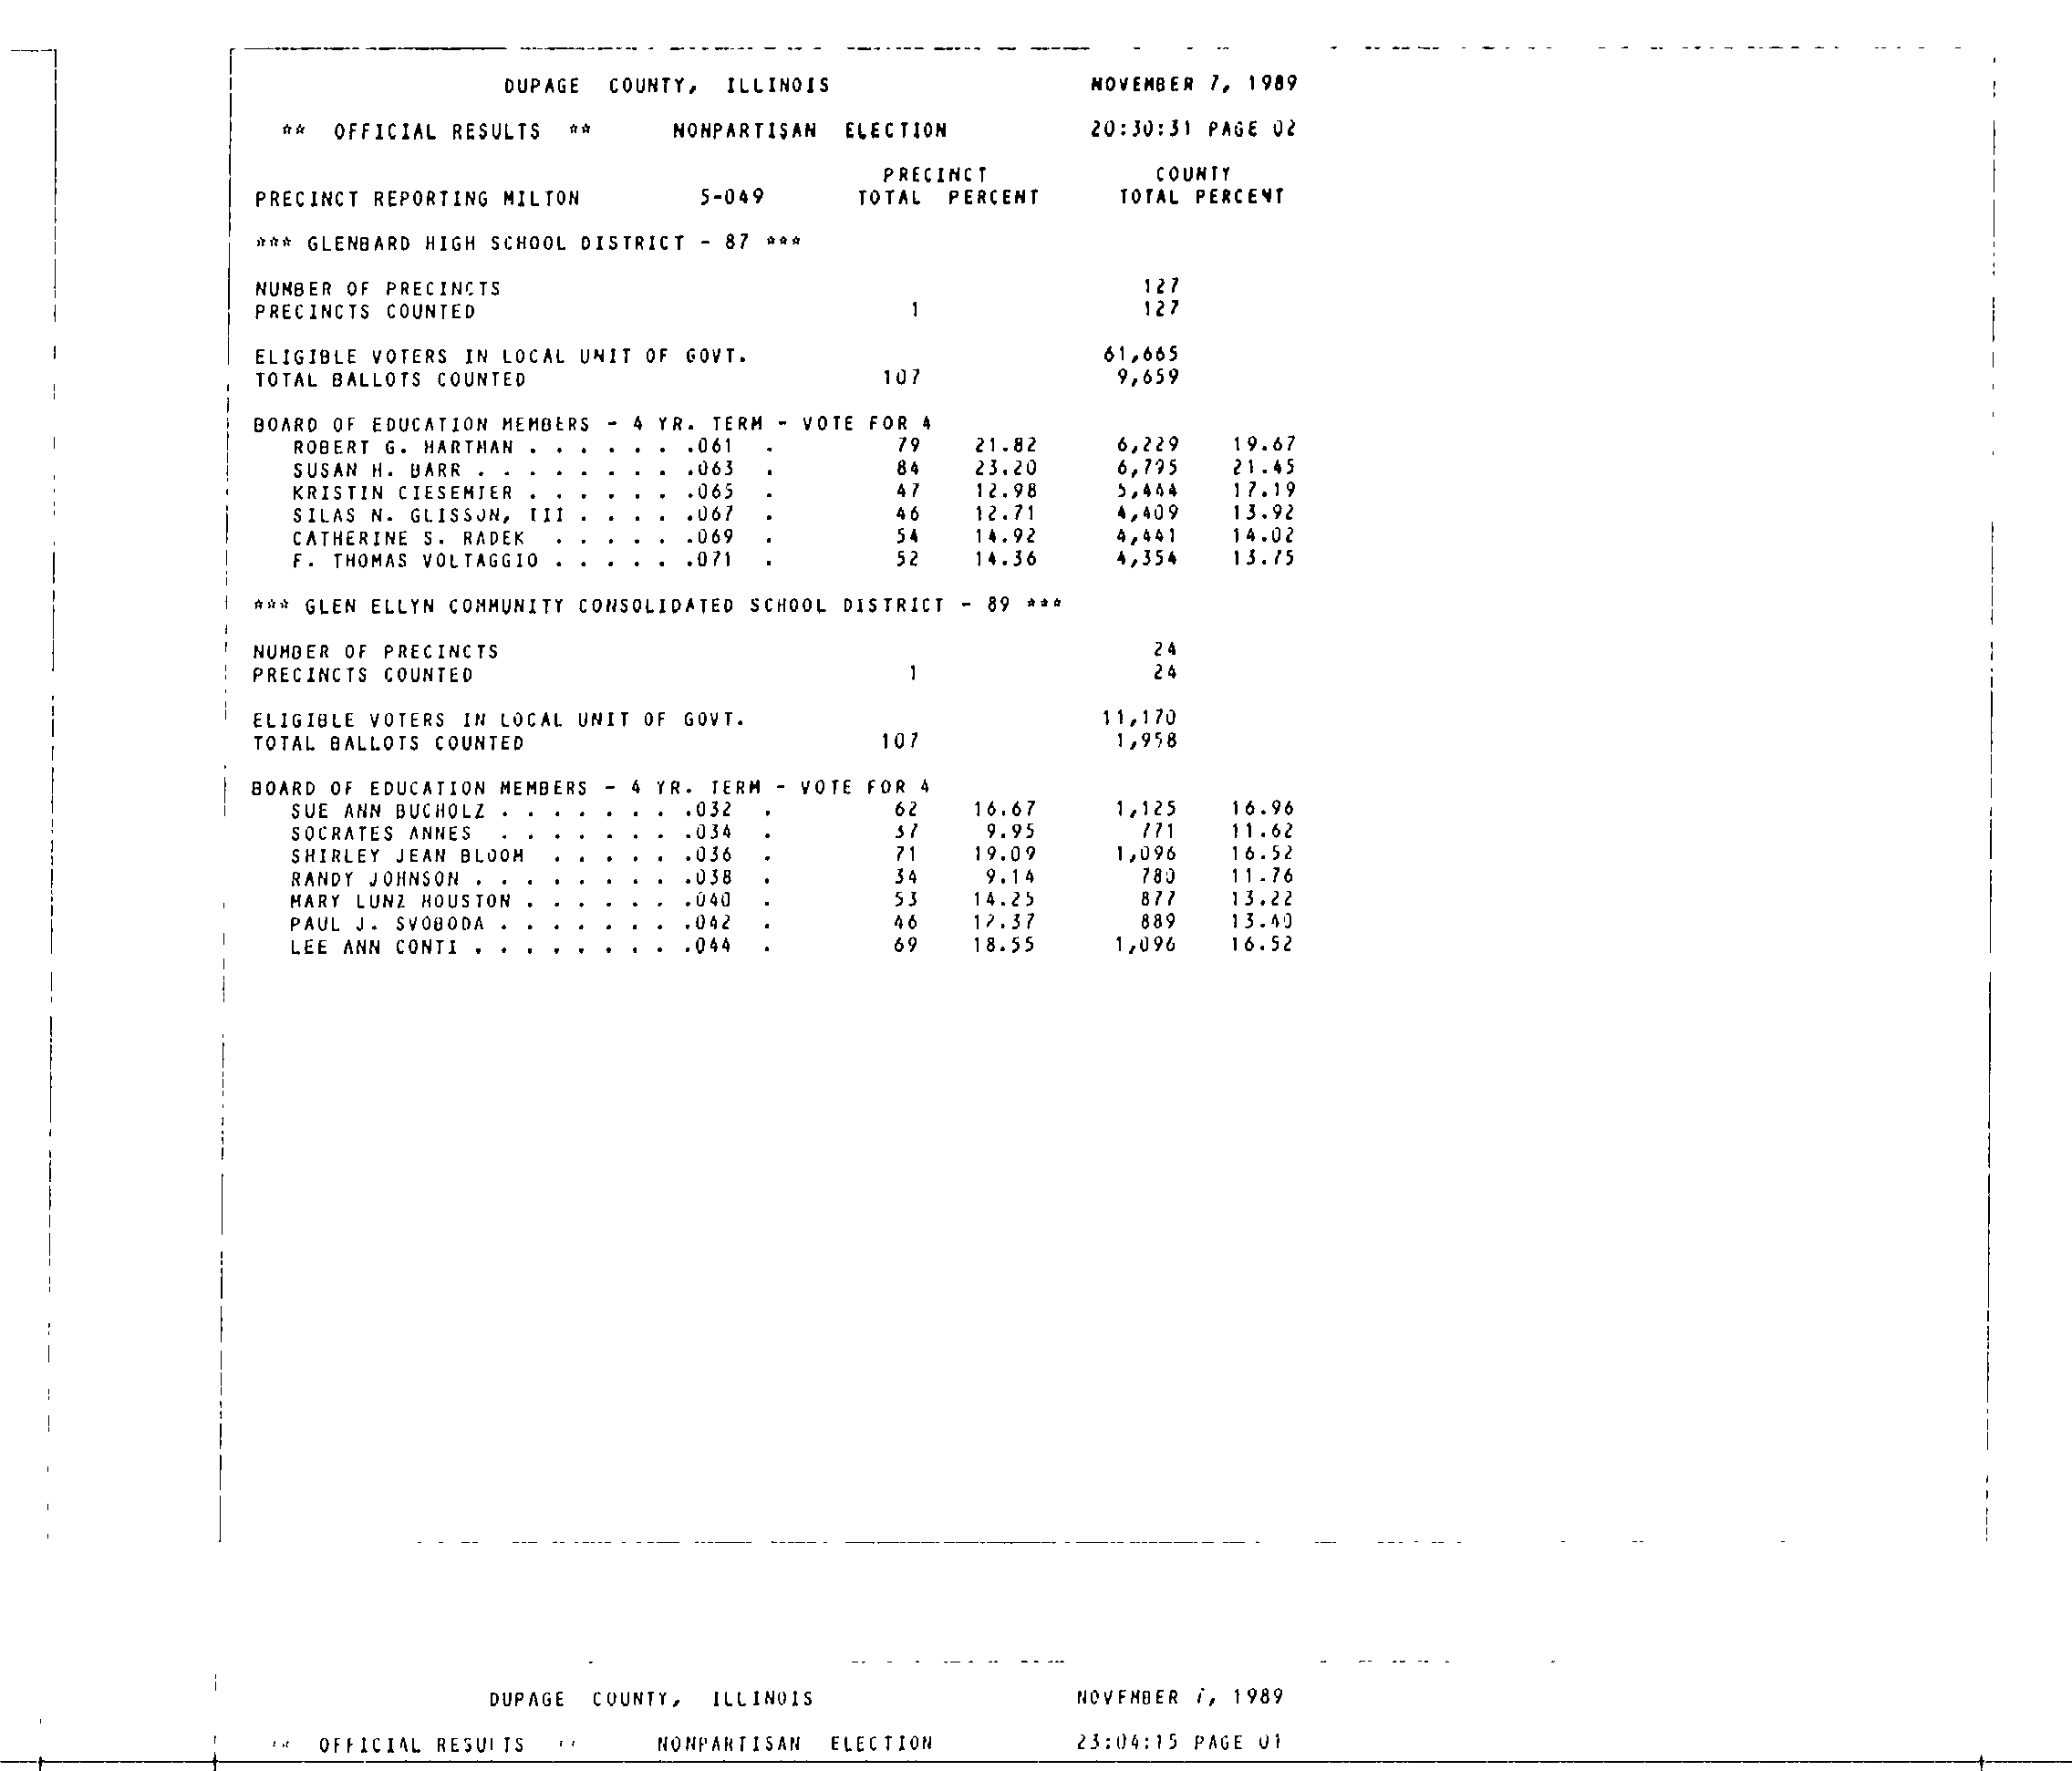 DUPAGE COUNTY, ILLINOIS NOVEMBER 7, 1989
** OFFICIAL RESULTS ** NONPARTISAN ELECTION 20:30:31 PAGE 02
PRECINCT COUNTY
PRECINCT REPORTING MILTON 5-049 TOTAL PERCENT TOTAL PERCENT
*** GLENBARD HIGH SCHOOL DISTRICT - 87 ***
NUMBER OF PRECINCTS 127
PRECINCTS COUNTED 1 127
ELIGIBLE VOTERS IN LOCAL UNIT OF GOVT. 61,665
TOTAL BALLOTS COUNTED 107 9,659
BOARD OF EDUCATION MEMBERS - 4 YR. TERM - VOTE FOR 4
ROBERT G. HARTMAN . . . . . . .061 . 79 21.82 6,229 19.67
SUSAN H. BARR . . . . . . . . .063 . 84 23.20 6,795 21.45
KRISTIN CIESEMIER . . . . . . .065 . 47 12.98 5,444 17.19
SILAS N. GLISSON, III . . . . .067 . 46 12.71 4,409 13.92
CATHERINE S. RADEK . . . . . .069 . 54 14.92 4,441 14.02
F. THOMAS VOLTAGGIO . . . . . .071 . 52 14.36 4,354 13.75
*** GLEN ELLYN COMMUNITY CONSOLIDATED SCHOOL DISTRICT - 89 ***
NUMBER OF PRECINCTS 24
PRECINCTS COUNTED 1 24
ELIGIBLE VOTERS IN LOCAL UNIT OF GOVT. 11,170
TOTAL BALLOTS COUNTED 107 1,958
BOARD OF EDUCATION MEMBERS - 4 YR. TERM - VOTE FOR 4
SUE ANN BUCHOLZ . . . . . . . .032 . 62 16.67 1,125 16.96
SOCRATES ANNES . . . . . . . .034 . 37 9.95 771 11.62
SHIRLEY JEAN BLOOM . . . . . .036 . 71 19.09 1,096 16.52
RANDY JOHNSON . . . . . . . . .038 . 34 9.14 780 11.76
MARY LUNZ HOUSTON . . . . . . .040 . 53 14.25 877 13.22
PAUL J. SVOBODA . . . . . . . .042 . 46 12.37 889 13.40
LEE ANN CONTI . . . . . . . . .044 . 69 18.55 1,096 16.52
DUPAGE COUNTY, ILLINOIS NOVEMBER 7, 1989
** OFFICIAL RESULTS ** NONPARTISAN ELECTION 23:04:15 PAGE 01